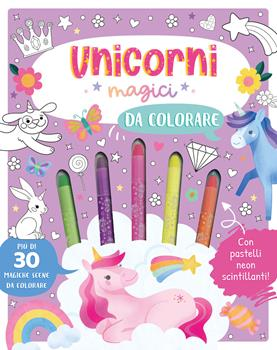 Unicorni
magici
DA COLORARE
PIÙ DI
30
MAGICHE SCENE
DA COLORARE
Con
pastelli
neon
scintillanti!